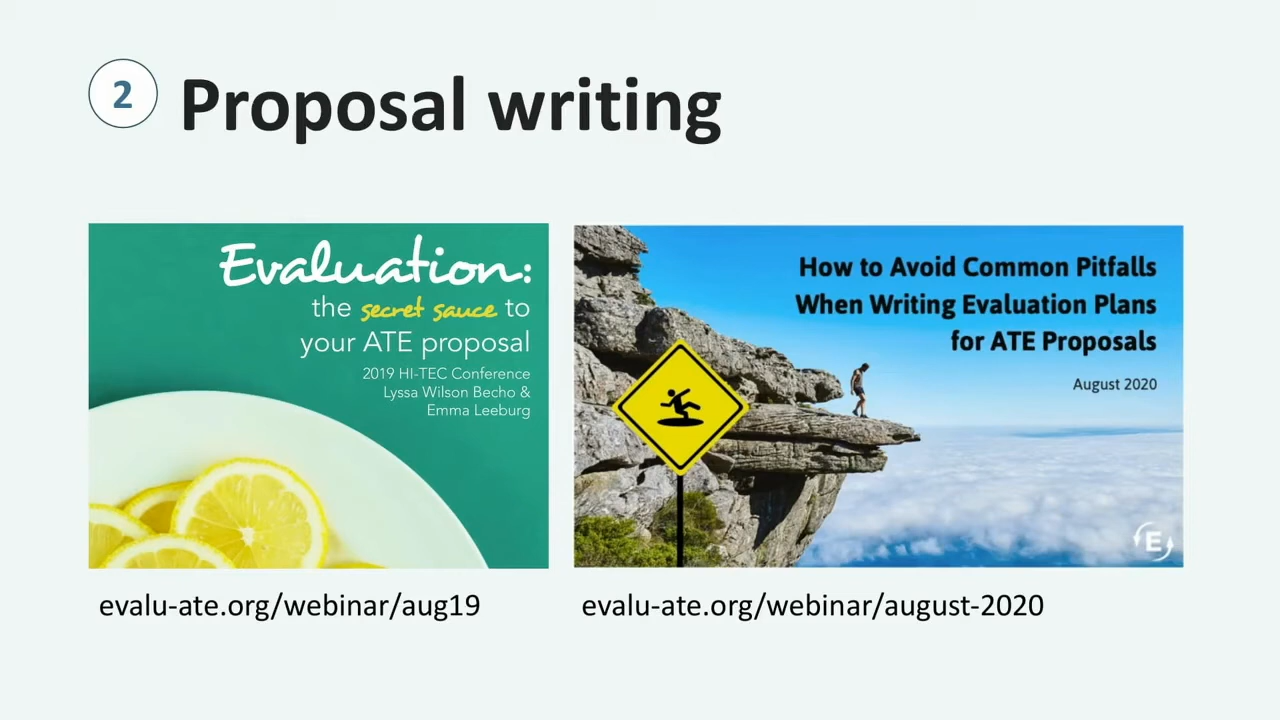 2
Proposal writing
Evaluation:
the secret sauce to
your ATE proposal
2019 HI-TEC Conference
Lyssa Wilson Becho &
Emma Leeburg
How to Avoid Common Pitfalls
When Writing Evaluation Plans
for ATE Proposals
August 2020
E
evalu-ate.org/webinar/aug19
evalu-ate.org/webinar/august-2020